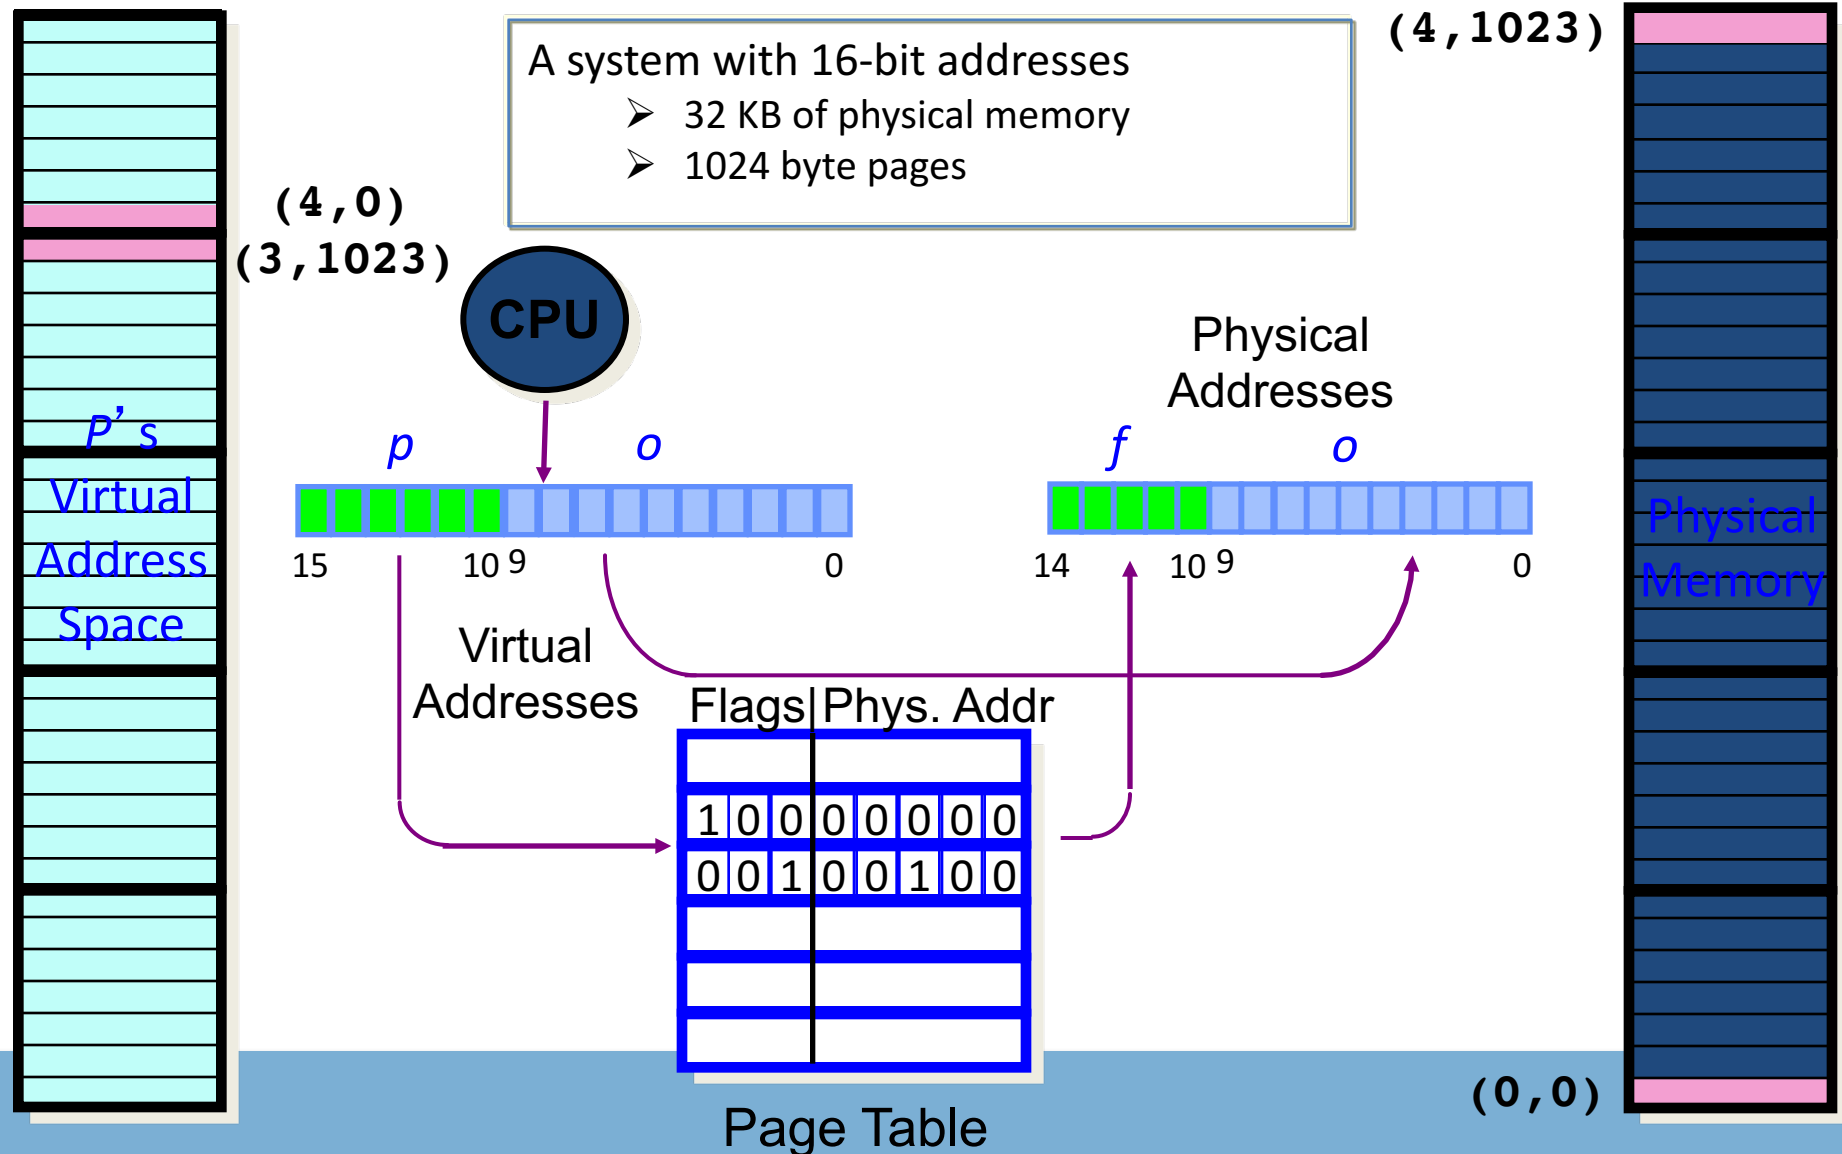 (4,1023)
A system with 16-bit addresses
➢ 32 KB of physical memory
➢ 1024 byte pages
(4,0)
(3,1023)
CPU
Physical
Addresses
P's
Virtual
Address
Space
p o
f o
15 10 9 0
14 10 9 0
Physical
Memory
Virtual
Addresses
Flags|Phys. Addr
1 0 0 0 0 0 0 0
0 0 1 0 0 1 0 0
(0,0)
Page Table